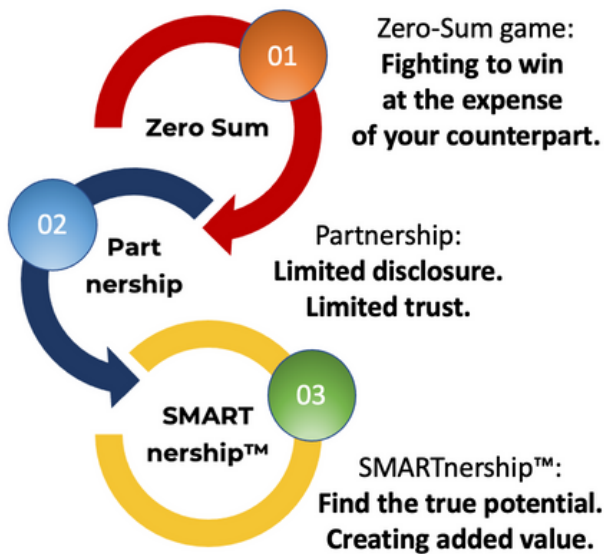 01
Zero Sum
Zero-Sum game:
Fighting to win
at the expense
of your counterpart.
02
Part
nership
Partnership:
Limited disclosure.
Limited trust.
03
SMART
nership™
SMARTnership™:
Find the true potential.
Creating added value.